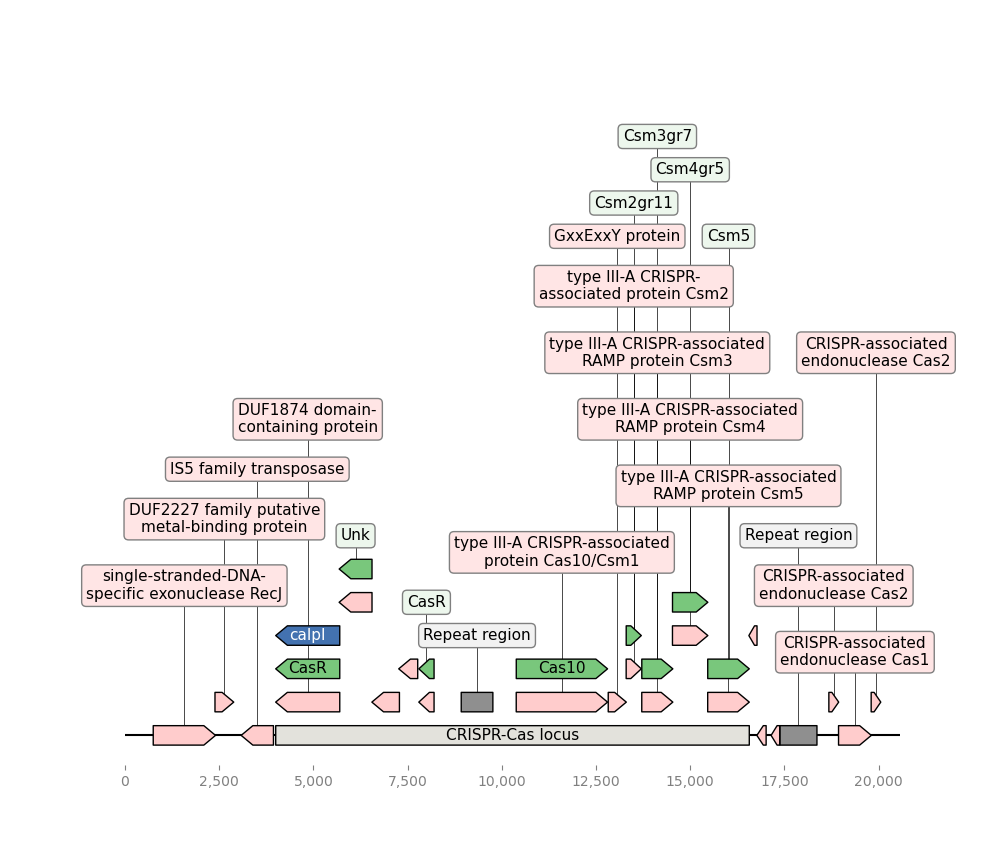 Csm3gr7
Csm4gr5
Csm2gr11
GxxExxY protein
Csm5
type III-A CRISPR-
associated protein Csm2
type III-A CRISPR-associated
RAMP protein Csm3
CRISPR-associated
endonuclease Cas2
DUF1874 domain-
containing protein
type III-A CRISPR-associated
RAMP protein Csm4
IS5 family transposase
type III-A CRISPR-associated
RAMP protein Csm5
DUF2227 family putative
metal-binding protein
Unk
Repeat region
type III-A CRISPR-associated
protein Cas10/Csm1
single-stranded-DNA-
specific exonuclease RecJ
CRISPR-associated
endonuclease Cas2
CasR
calpl
Repeat region
CRISPR-associated
endonuclease Cas1
CasR
Cas10
CRISPR-Cas locus
0
2,500
5,000
7,500
10,000
12,500
15,000
17,500
20,000